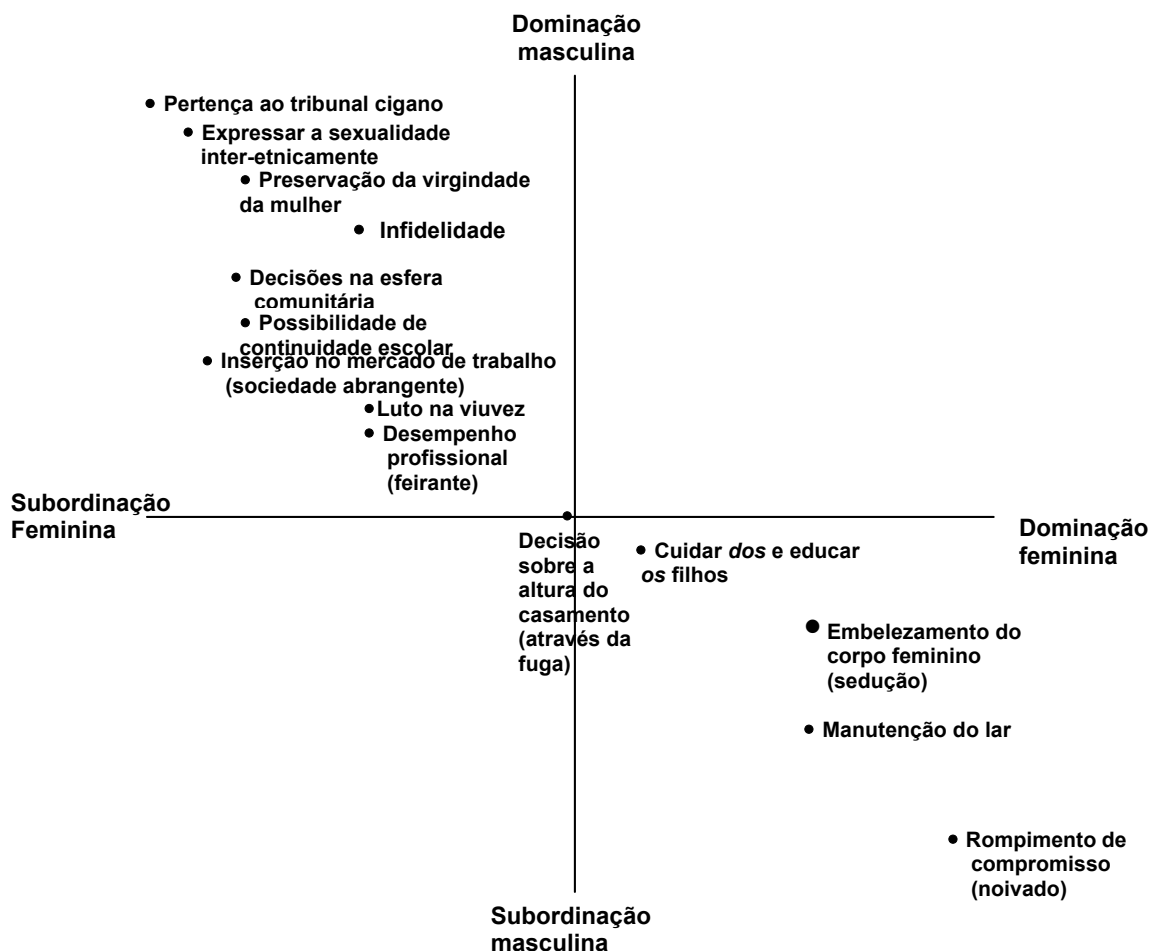 Dominação
masculina
• Pertença ao tribunal cigano
• Expressar a sexualidade
inter-etnicamente
• Preservação da virgindade
da mulher
• Infidelidade
• Decisões na esfera
comunitária
• Possibilidade de
continuidade escolar
• Inserção no mercado de trabalho
(sociedade abrangente)
•Luto na viuvez
• Desempenho
profissional
(feirante)
Subordinação
Feminina
Dominação
feminina
Decisão
sobre a
altura do
casamento
(através da
fuga)
• Cuidar dos e educar
os filhos
• Embelezamento do
corpo feminino
(sedução)
• Manutenção do lar
• Rompimento de
compromisso
(noivado)
Subordinação
masculina